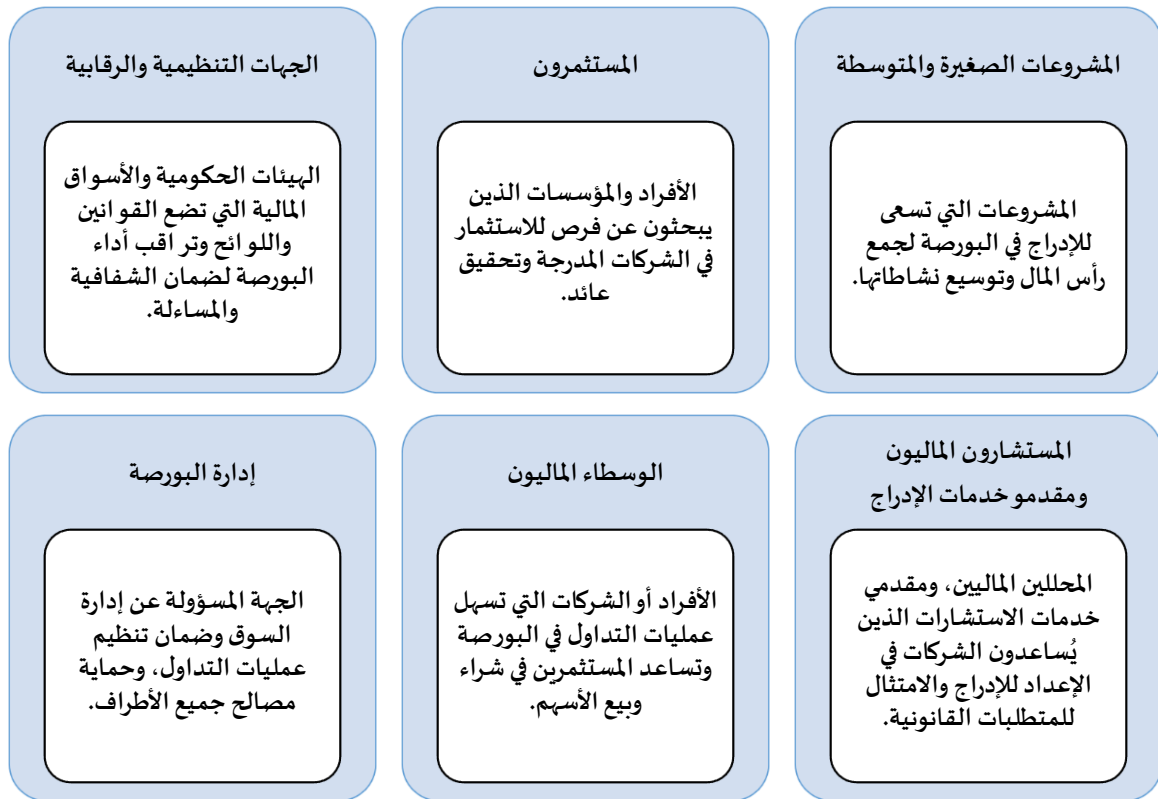 المشروعات الصغيرة والمتوسطة
المشروعات التي تسعى
للإدراج في البورصة لجمع
رأس المال وتوسيع نشاطاتها.
المستثمرون
الأفراد والمؤسسات الذين
يبحثون عن فرص للاستثمار
في الشركات المدرجة وتحقيق
عائد.
الجهات التنظيمية والرقابية
الهيئات الحكومية والأسواق
المالية التي تضع القوانين
واللوائح وتراقب أداء
البورصة لضمان الشفافية
والمساءلة.
المستشارون الماليون
ومقدمو خدمات الإدراج
المحللين الماليين، ومقدمي
خدمات الاستشارات الذين
يُساعدون الشركات في
الإعداد للإدراج والامتثال
للمتطلبات القانونية.
الوسطاء الماليون
الأفراد أو الشركات التي تسهل
عمليات التداول في البورصة
وتساعد المستثمرين في شراء
وبيع الأسهم.
إدارة البورصة
الجهة المسؤولة عن إدارة
السوق وضمان تنظيم
عمليات التداول، وحماية
مصالح جميع الأطراف.